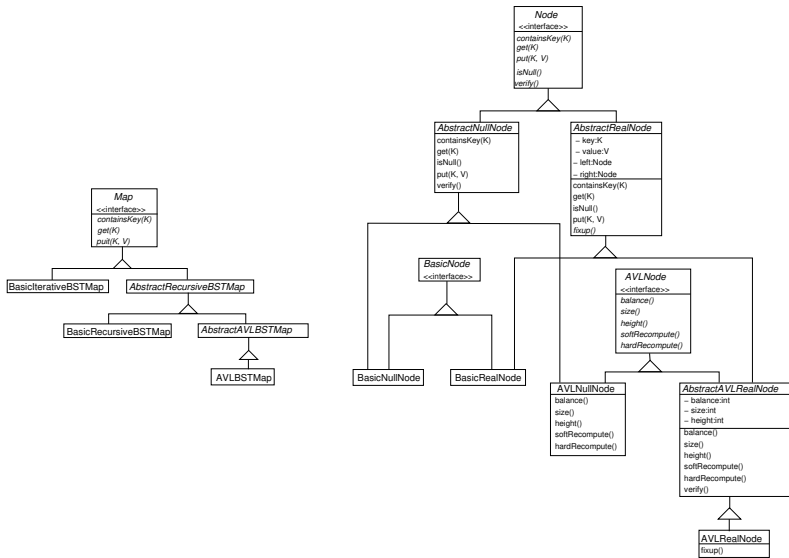 Node
<<interface>>
containsKey(K)
get(K)
put(K, V)
isNull()
verify()
AbstractNullNode
containsKey(K)
get(K)
isNull()
put(K, V)
verify()
AbstractRealNode
− key:K
− value:V
− left:Node
− right:Node
containsKey(K)
get(K)
isNull()
put(K, V)
fixup()
Map
<<interface>>
containsKey(K)
get(K)
puit(K, V)
BasicIterativeBSTMap
AbstractRecursiveBSTMap
BasicRecursiveBSTMap
AbstractAVLBSTMap
AVLBSTMap
BasicNode
<<interface>>
AVLNode
<<interface>>
balance()
size()
height()
softRecompute()
hardRecompute()
BasicNullNode
BasicRealNode
AVLNullNode
balance()
size()
height()
softRecompute()
hardRecompute()
AbstractAVLRealNode
− balance:int
− size:int
− height:int
balance()
size()
height()
softRecompute()
hardRecompute()
verify()
AVLRealNode
fixup()